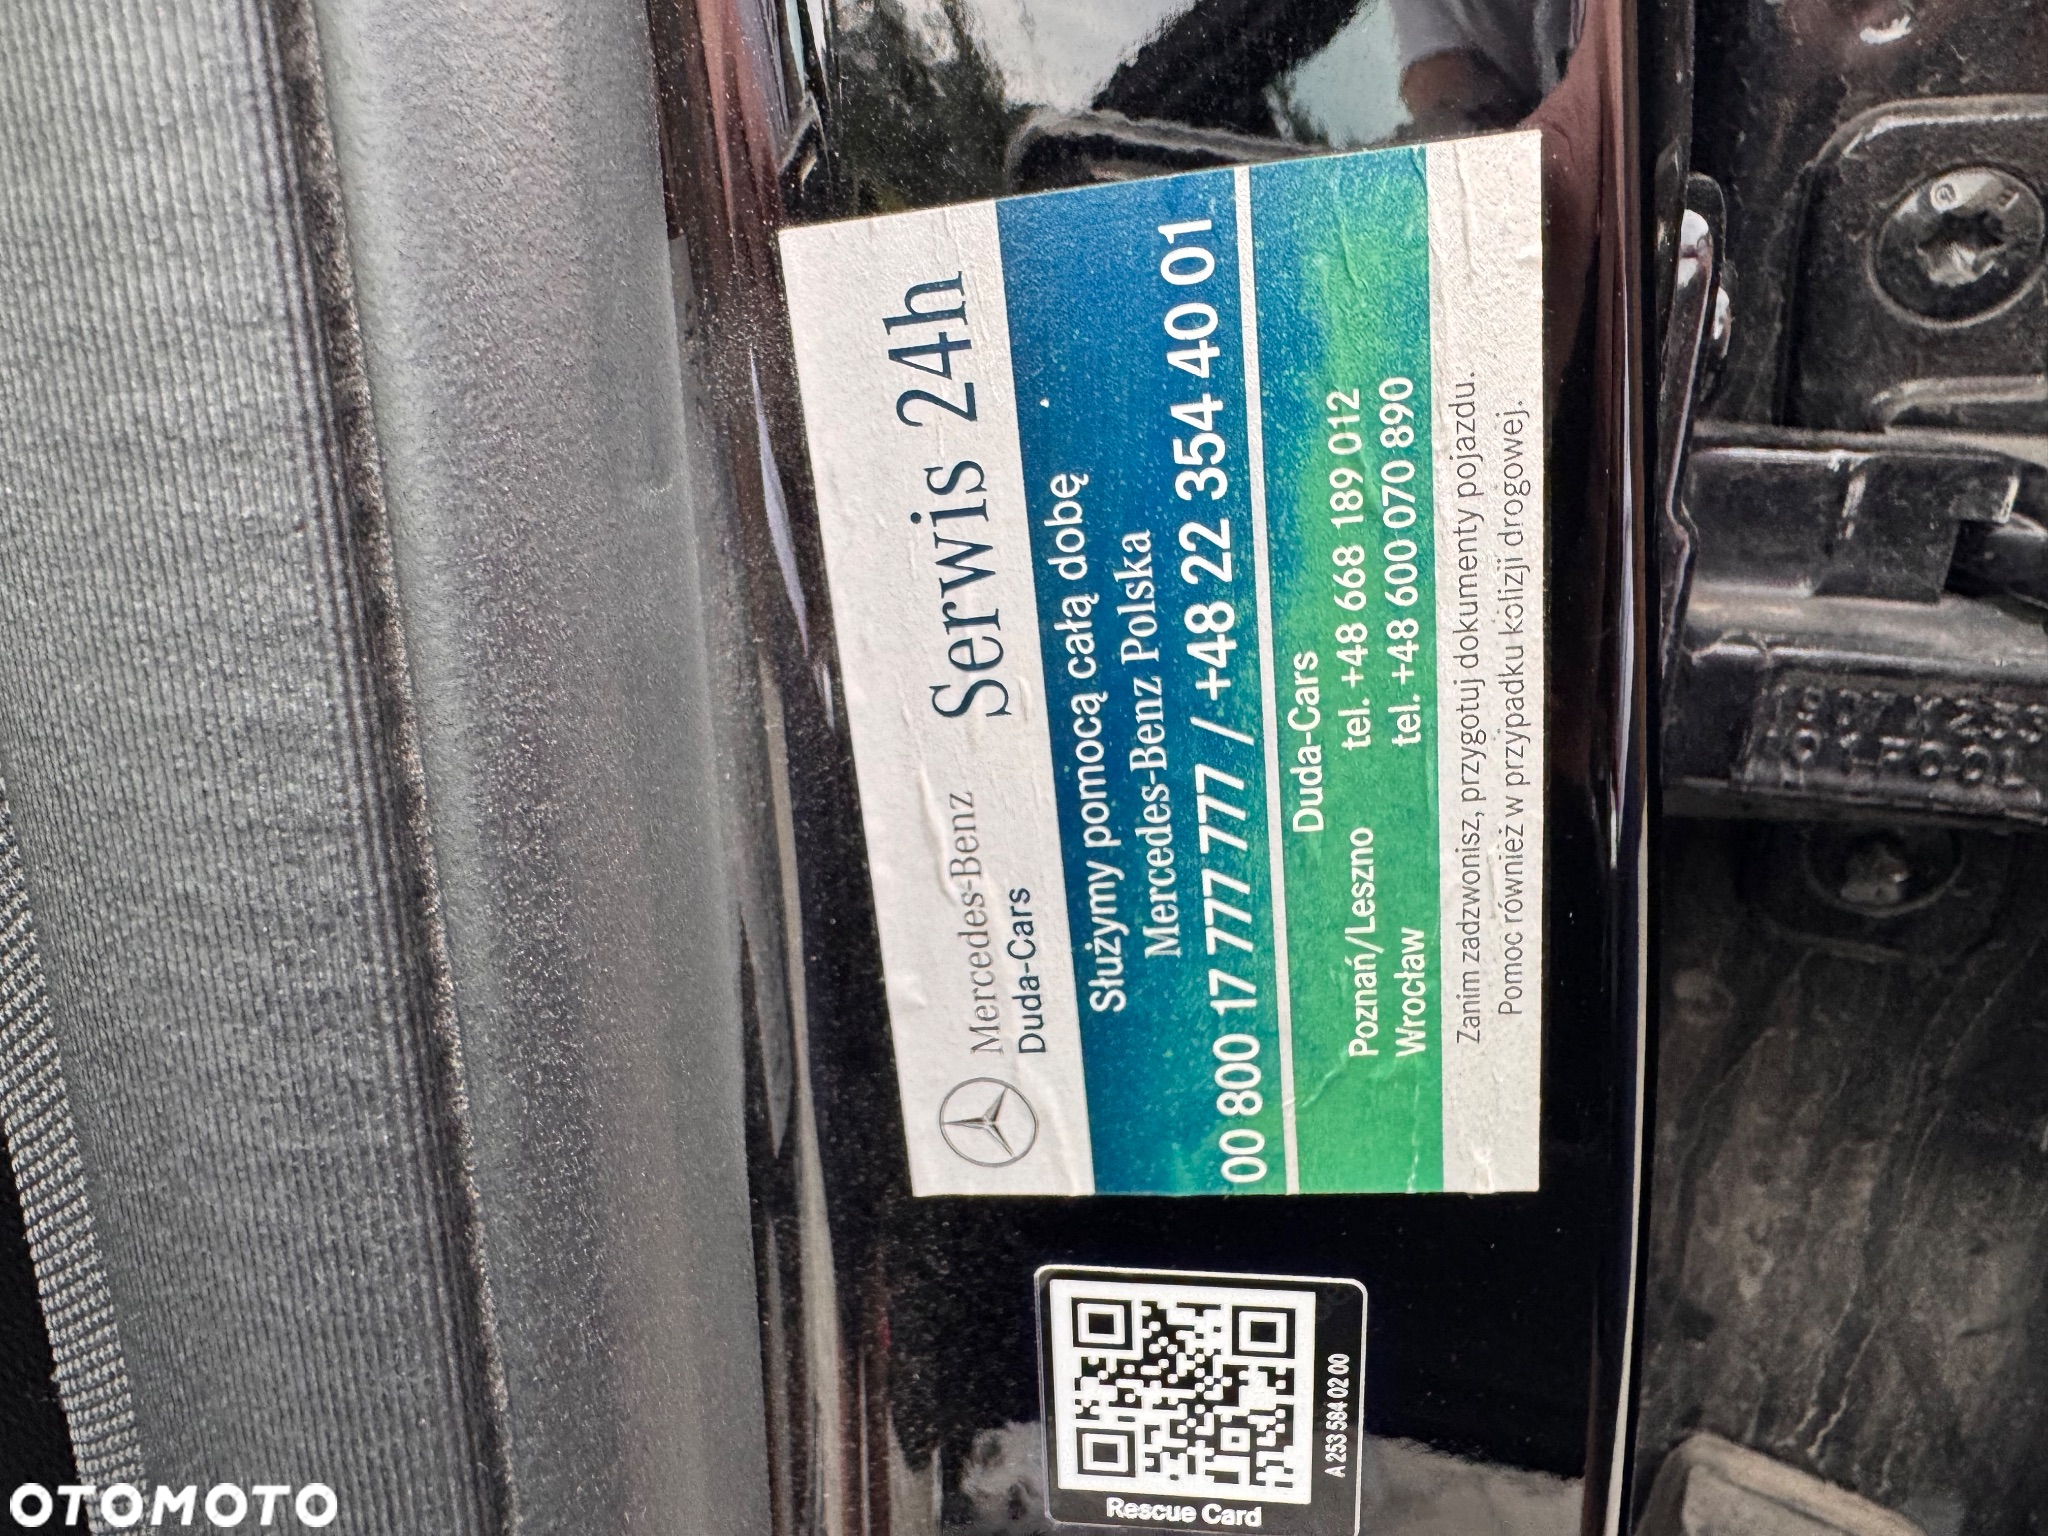 Mercedes-Benz
Duda-Cars
Serwis 24h
Służymy pomocą całą dobę
Mercedes-Benz Polska
00 800 17 777 777 / +48 22 354 40 01
Duda-Cars
Poznań/Leszno tel. +48 668 189 012
Wrocław tel. +48 600 070 890
Zanim zadzwonisz, przygotuj dokumenty pojazdu.
Pomoc również w przypadku kolizji drogowej.
Rescue Card
A 253 584 02 00
OTOMOTO